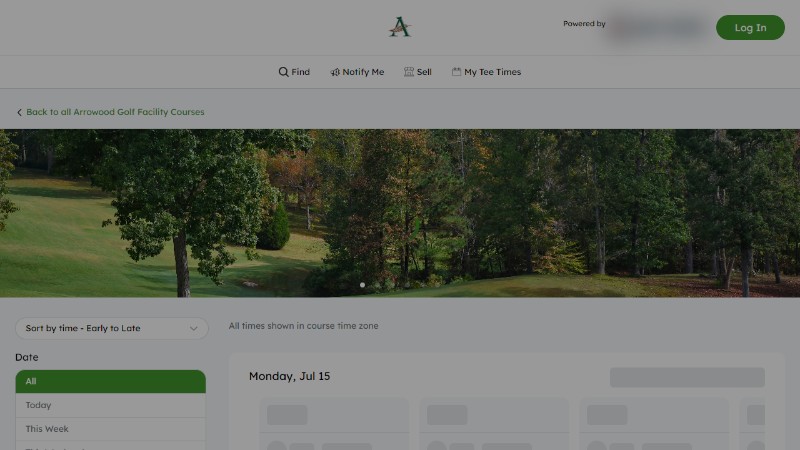 A
Powered by
Log In
Find
Notify Me
Sell
My Tee Times
Back to all Arrowood Golf Facility Courses
Sort by time - Early to Late
All times shown in course time zone
Date
All
Monday, Jul 15
Today
This Week